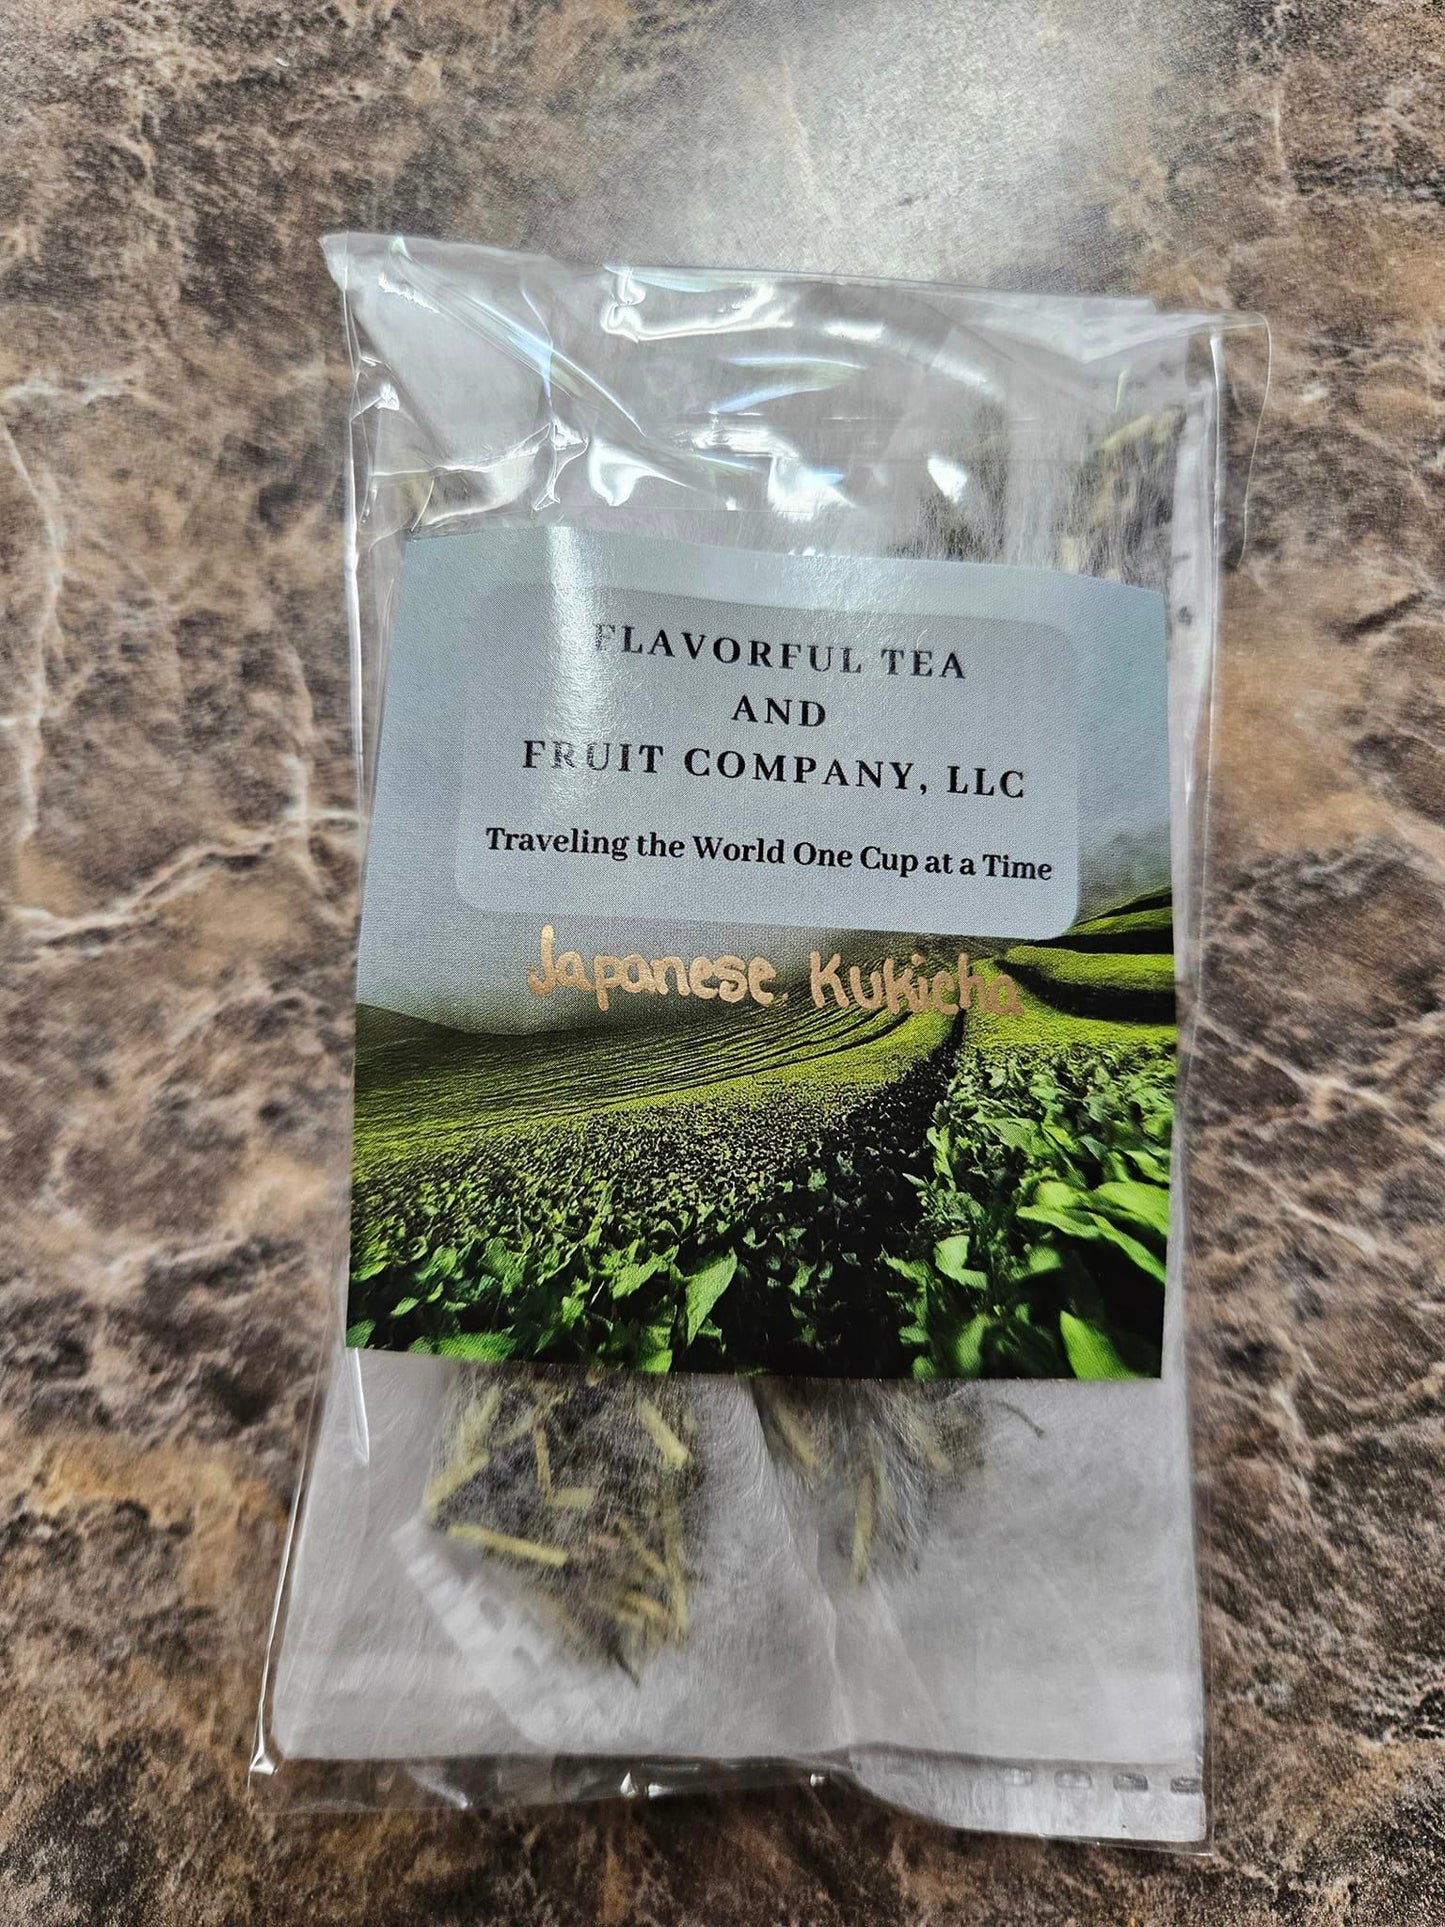 FLAVORFUL TEA
AND
FRUIT COMPANY, LLC
Traveling the World One Cup at a Time
Japanese Kukicha